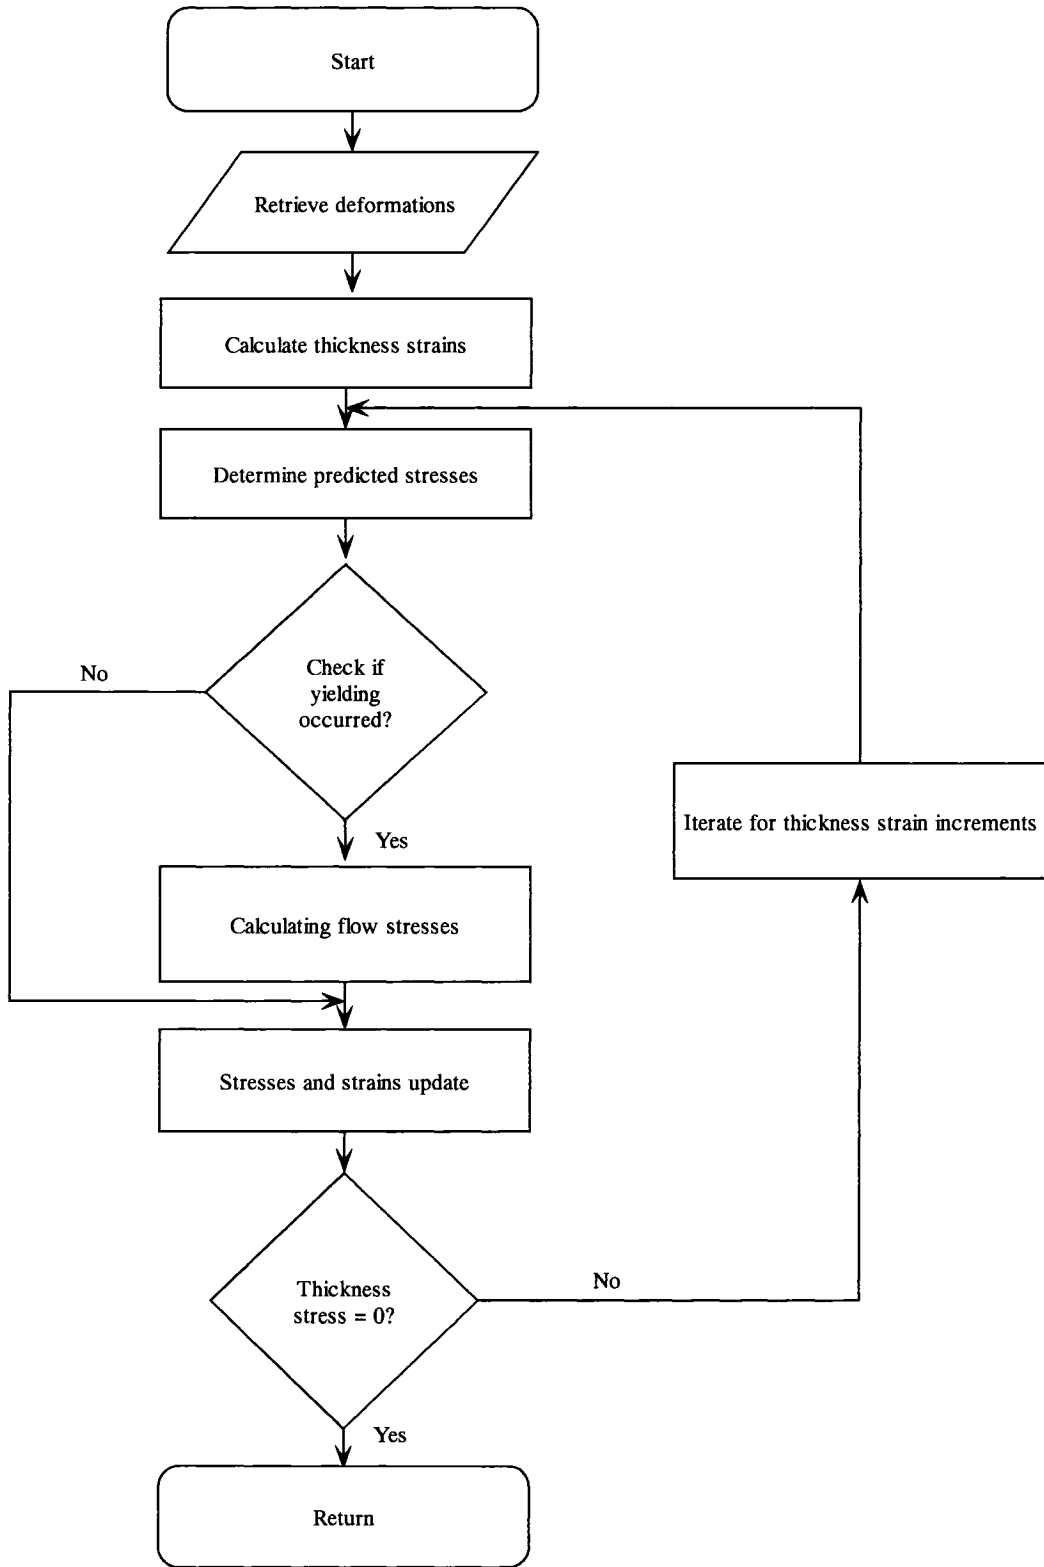 Start
Retrieve deformations
Calculate thickness strains
Determine predicted stresses
No
Check if
yielding
occurred?
Yes
Iterate for thickness strain increments
Calculating flow stresses
Stresses and strains update
Thickness
stress = 0?
No
Yes
Return